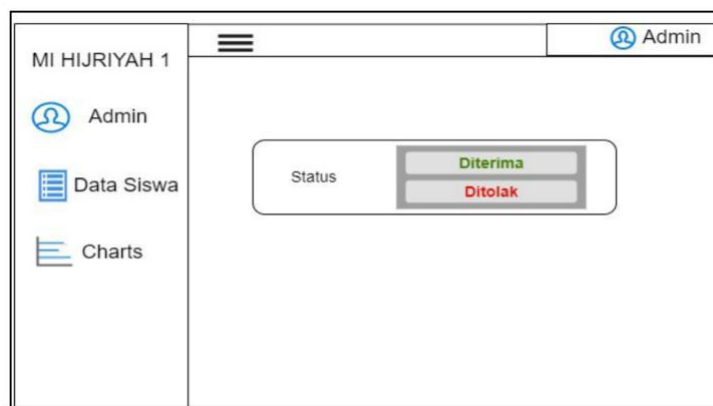 MI HIJRIYAH 1
Admin
Data Siswa
Charts
Admin
Status
Diterima
Ditolak